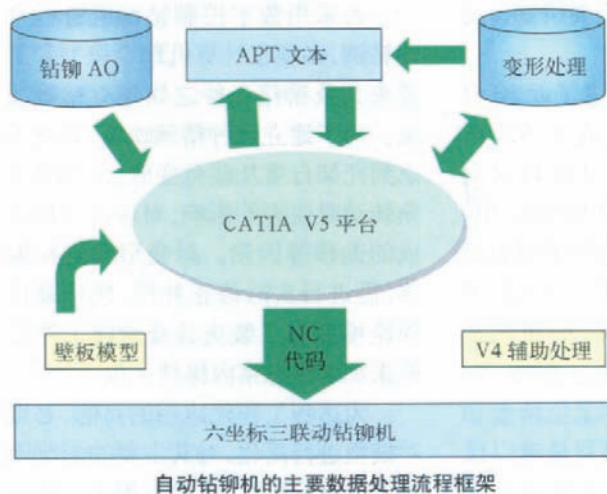 钻铆 AO
APT 文本
变形处理
CATIA V5 平台
壁板模型
NC
代码
V4 辅助处理
六坐标三联动钻铆机
自动钻铆机的主要数据处理流程框架